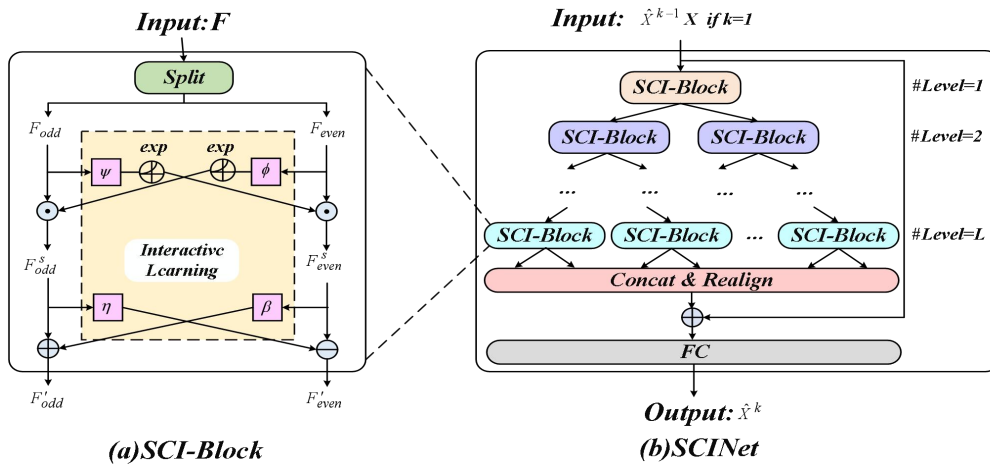 Input:F
Split
F_odd
F_even
exp
exp
ψ
ϕ
Interactive
Learning
F^s_odd
F^s_even
η
β
F'_odd
F'_even
(a)SCI-Block
Input: X̂^{k-1} X if k=1
SCI-Block
#Level=1
SCI-Block SCI-Block
#Level=2
... ... ... ...
SCI-Block SCI-Block ... SCI-Block
#Level=L
Concat & Realign
FC
Output: X̂^k
(b)SCINet